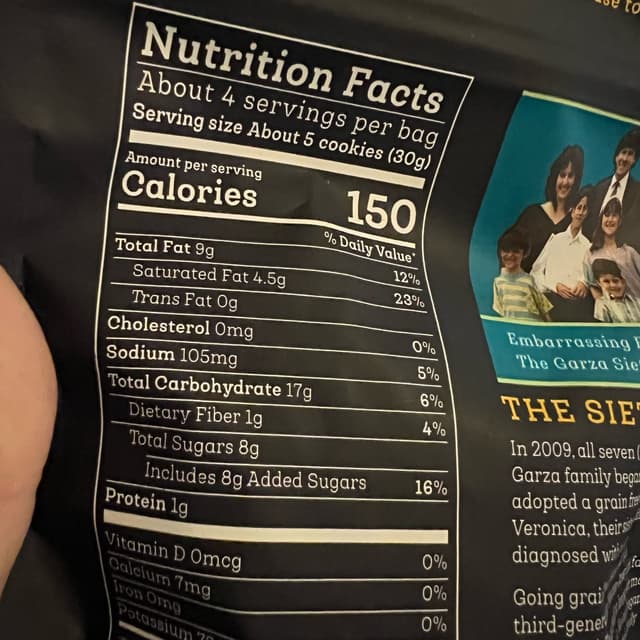 Nutrition Facts
About 4 servings per bag
Serving size About 5 cookies (30g)
Amount per serving
Calories 150
% Daily Value*
Total Fat 9g 12%
Saturated Fat 4.5g 23%
Trans Fat 0g
Cholesterol 0mg 0%
Sodium 105mg 5%
Total Carbohydrate 17g 6%
Dietary Fiber 1g 4%
Total Sugars 8g
Includes 8g Added Sugars 16%
Protein 1g
Vitamin D 0mcg 0%
Calcium 7mg 0%
Iron 0mg 0%
Potassium
Embarrassing
The Garza Sie
THE SIE
In 2009, all seven
Garza family bega
adopted a grain
Veronica, their
diagnosed
Going grai
third-gene